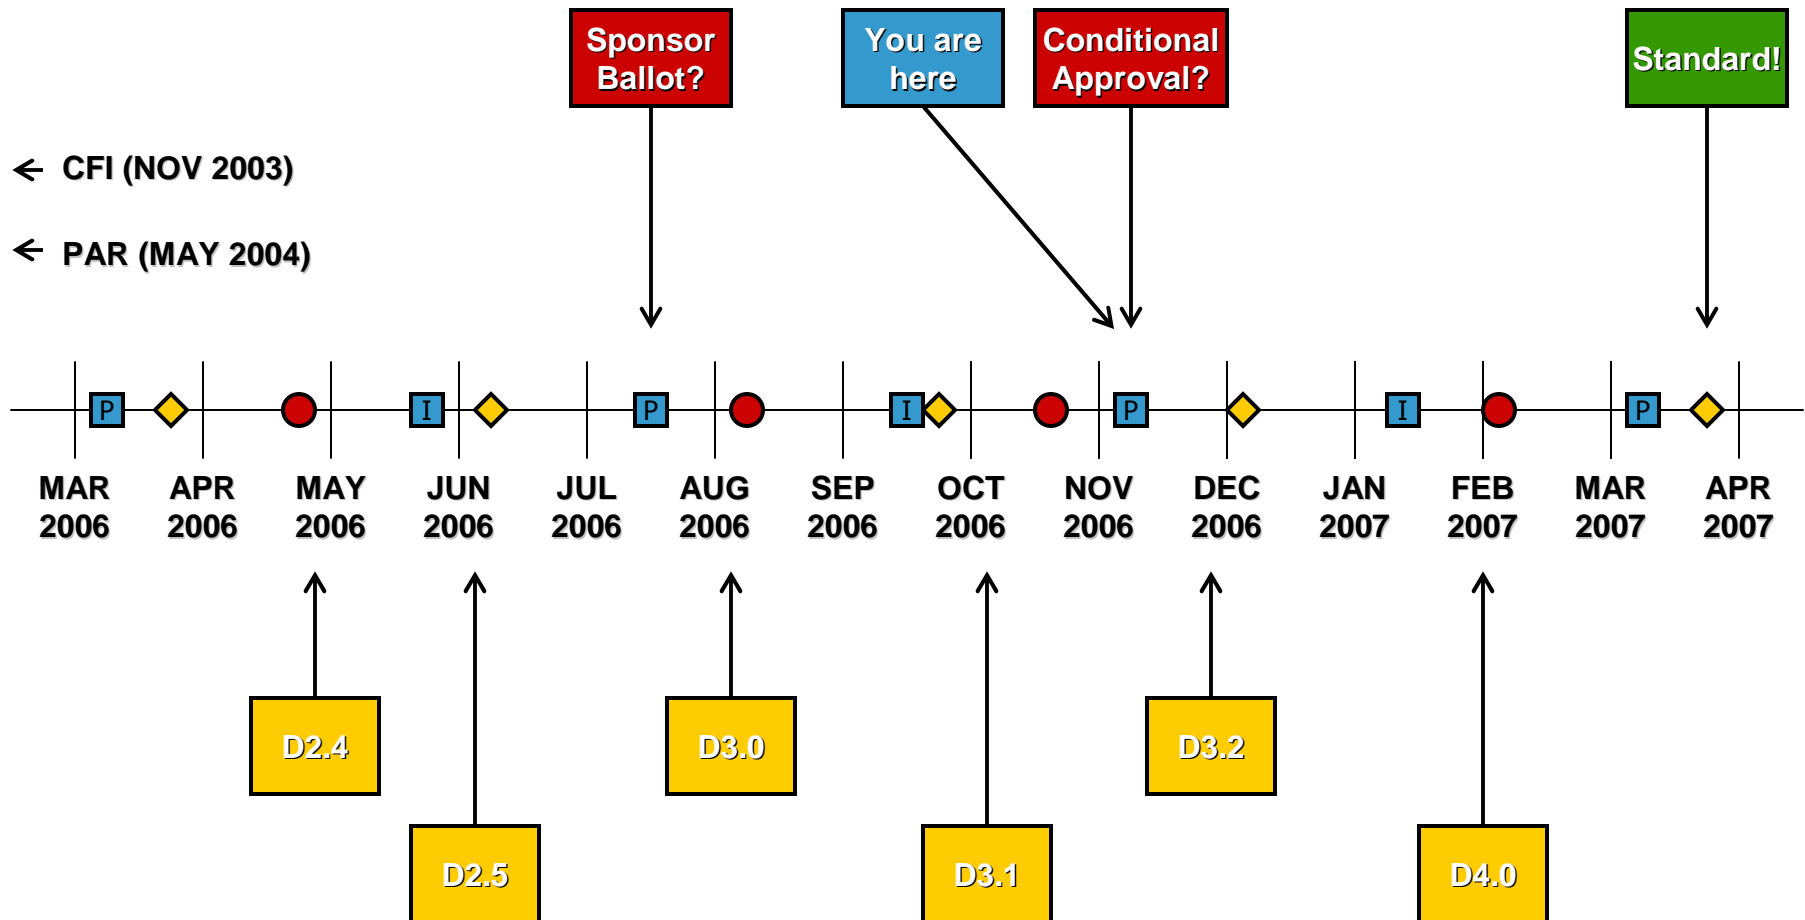 Sponsor
Ballot?
You are
here
Conditional
Approval?
Standard!
CFI (NOV 2003)
PAR (MAY 2004)
P
I
P
I
P
I
P
MAR
2006
APR
2006
MAY
2006
JUN
2006
JUL
2006
AUG
2006
SEP
2006
OCT
2006
NOV
2006
DEC
2006
JAN
2007
FEB
2007
MAR
2007
APR
2007
D2.4
D3.0
D3.2
D2.5
D3.1
D4.0